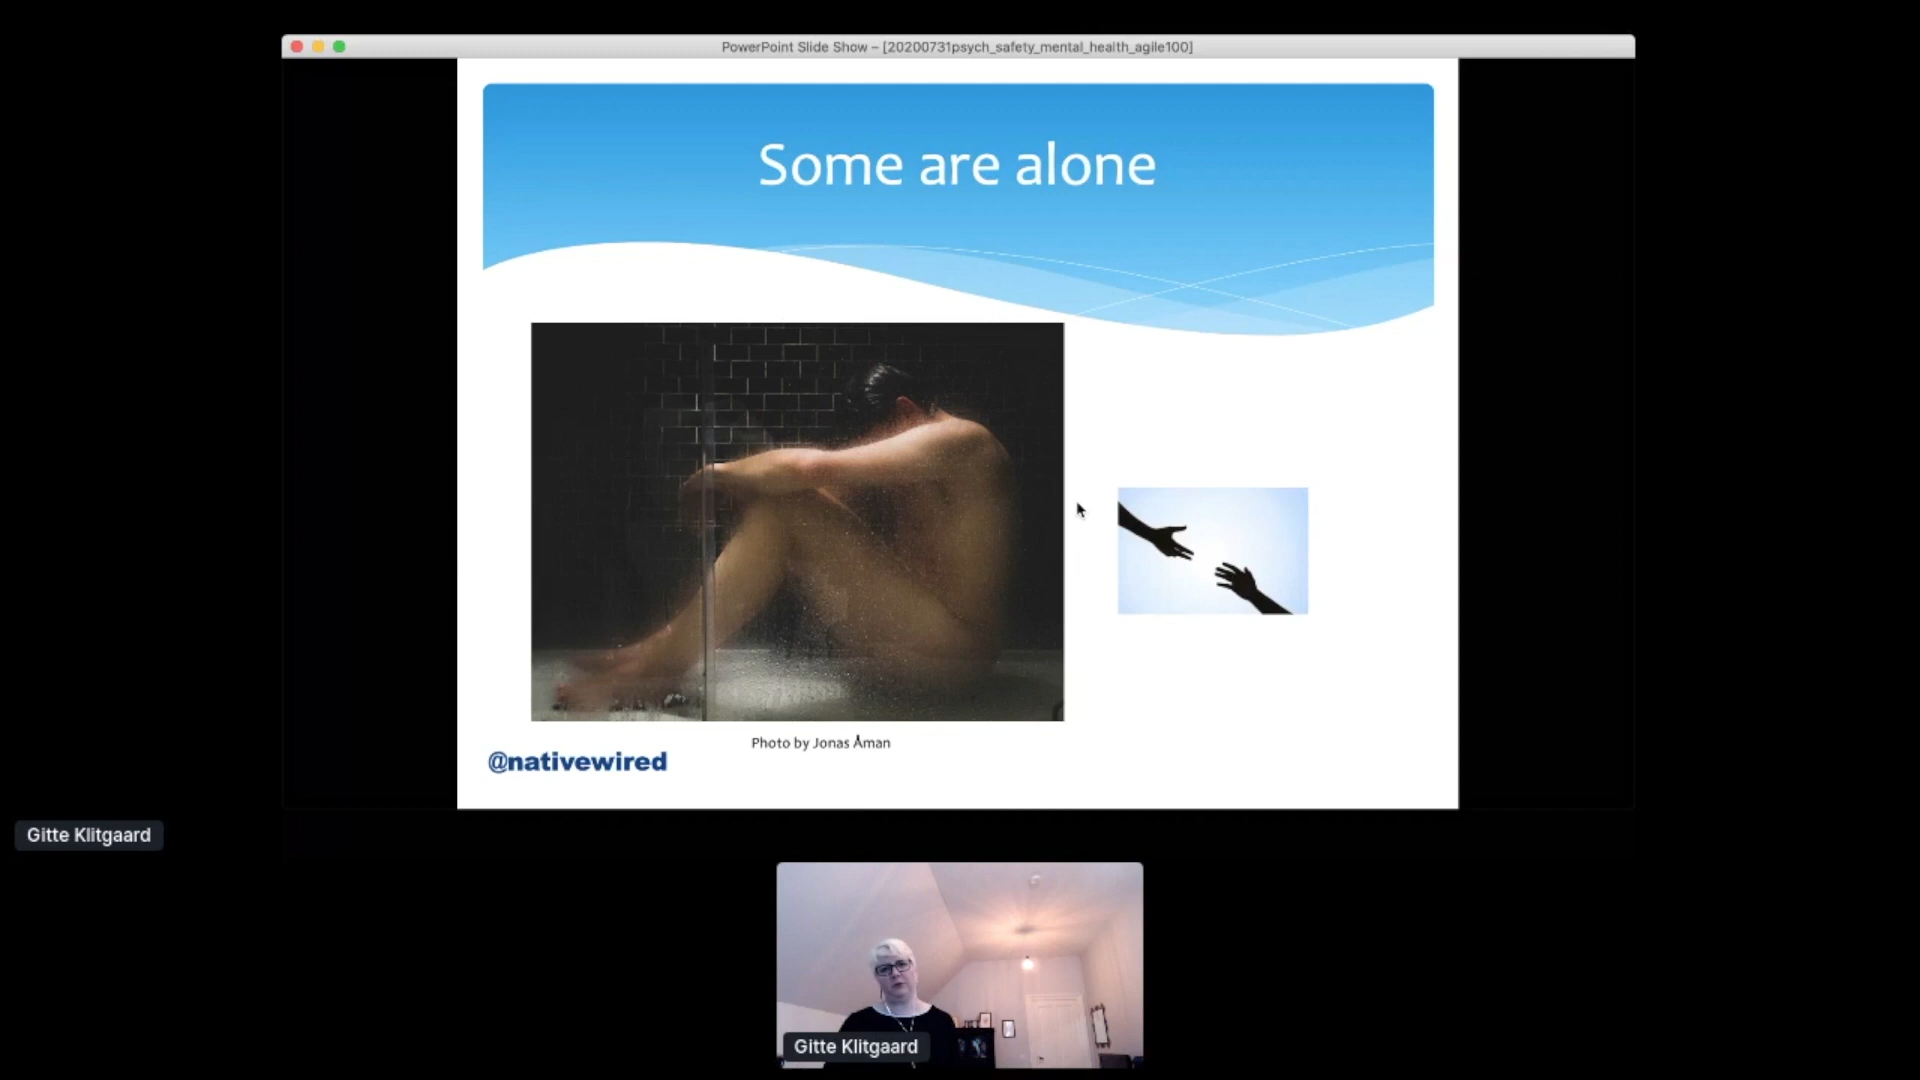 PowerPoint Slide Show – [20200731psych_safety_mental_health_agile100]
Some are alone
Photo by Jonas Åman
@nativewired
Gitte Klitgaard
Gitte Klitgaard